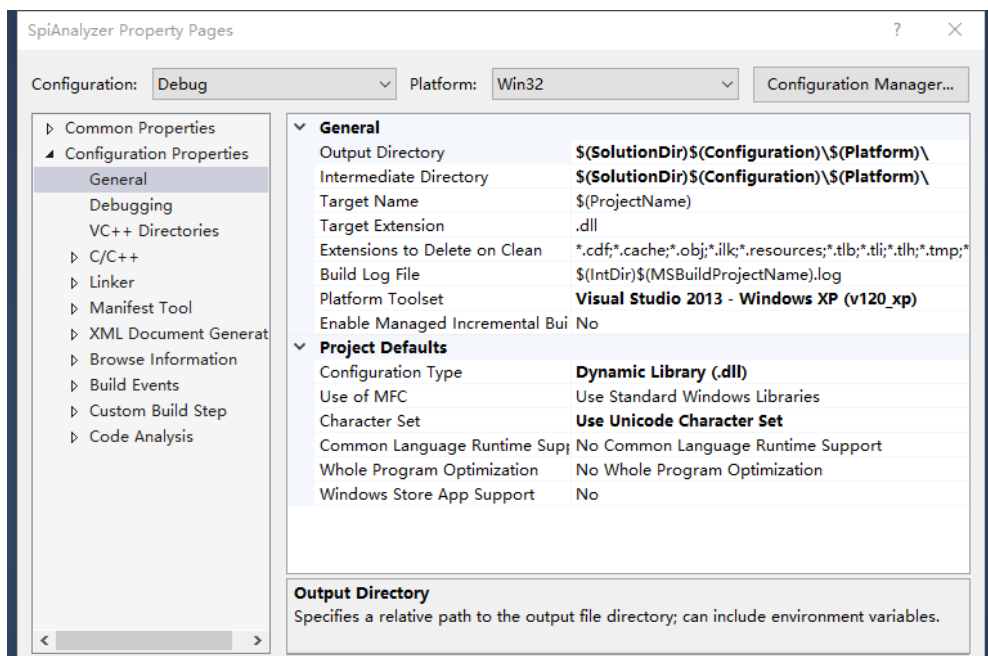 SpiAnalyzer Property Pages
Configuration: Debug Platform: Win32 Configuration Manager...
Common Properties
Configuration Properties
General
Debugging
VC++ Directories
C/C++
Linker
Manifest Tool
XML Document Generat
Browse Information
Build Events
Custom Build Step
Code Analysis
General
Output Directory $(SolutionDir)$(Configuration)\$(Platform)\
Intermediate Directory $(SolutionDir)$(Configuration)\$(Platform)\
Target Name $(ProjectName)
Target Extension .dll
Extensions to Delete on Clean *.cdf;*.cache;*.obj;*.ilk;*.resources;*.tlb;*.tli;*.tlh;*.tmp;*
Build Log File $(IntDir)$(MSBuildProjectName).log
Platform Toolset Visual Studio 2013 - Windows XP (v120_xp)
Enable Managed Incremental Bui No
Project Defaults
Configuration Type Dynamic Library (.dll)
Use of MFC Use Standard Windows Libraries
Character Set Use Unicode Character Set
Common Language Runtime Supp No Common Language Runtime Support
Whole Program Optimization No Whole Program Optimization
Windows Store App Support No
Output Directory
Specifies a relative path to the output file directory; can include environment variables.